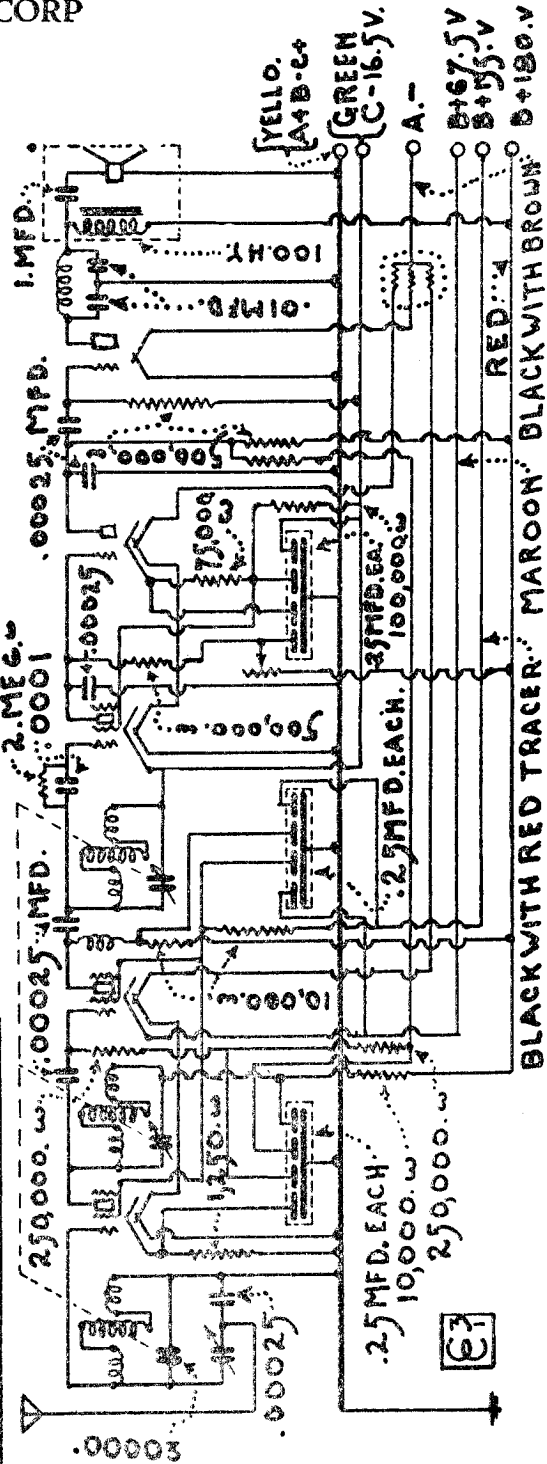 CORP
YELLO.
A+B-C+
GREEN
C-16.5V.
A.-
B+67.5V
B+135.V
B+180.V
1.MFD.
100.HY
.01MFD.
RED
BLACK WITH BROWN
.00025.MFD.
500,000
MAROON
75,000
ω
.25MFD.EA.
100,000.ω
.00025
500,000.ω
2.MEG.ω
.0001
.25MFD.EACH.
.00025.MFD.
10,000.ω
BLACK WITH RED TRACER
250,000.ω
1,250.ω
.25MFD.EACH.
10,000.ω
250,000.ω
.00025
.00003